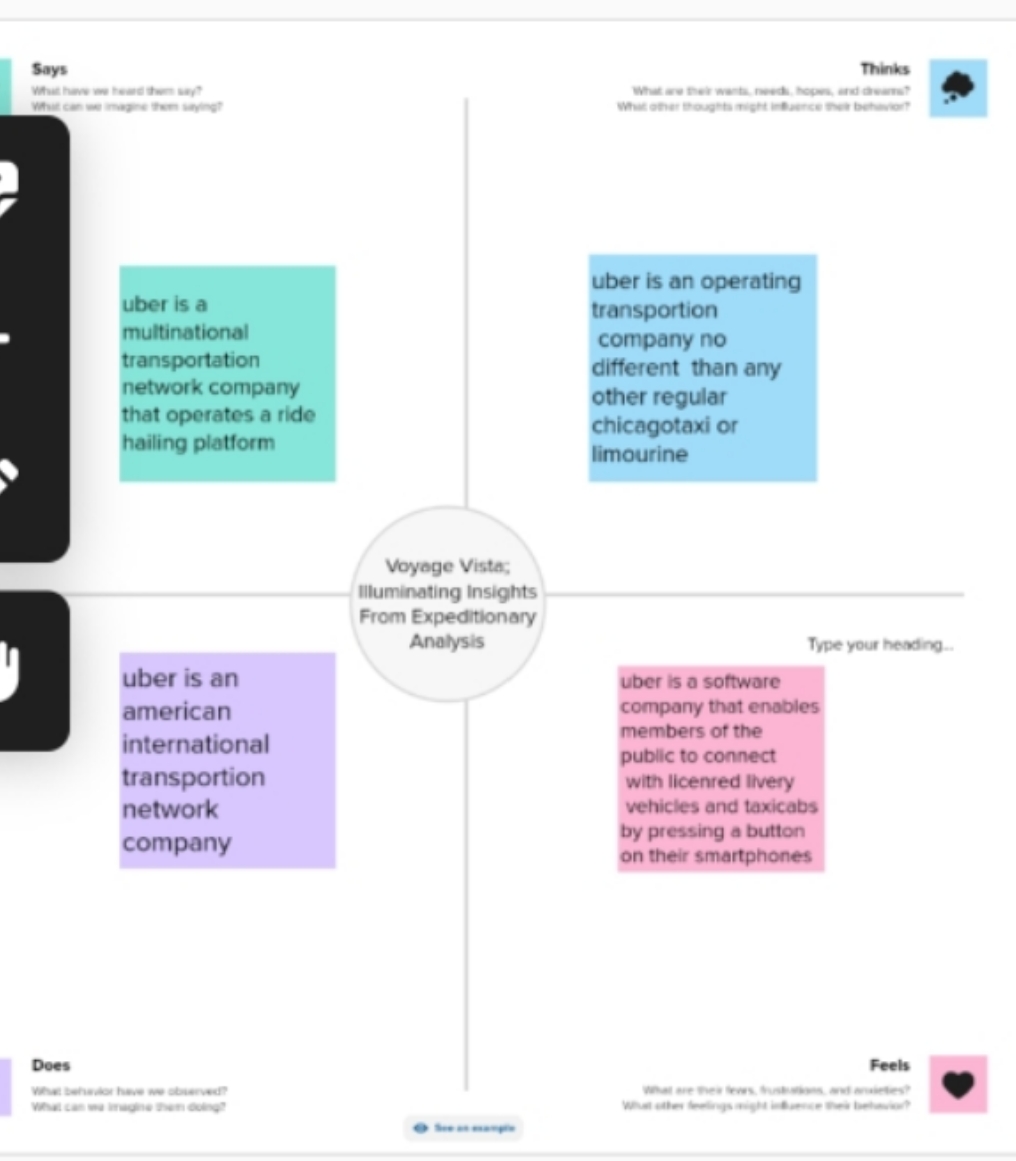 Says
What have we heard them say?
What can we imagine them saying?
Thinks
What are their wants, needs, hopes, and dreams?
What other thoughts might influence their behavior?
uber is a
multinational
transportation
network company
that operates a ride
hailing platform
uber is an operating
transportion
company no
different than any
other regular
chicagotaxi or
limourine
Voyage Vista;
Illuminating Insights
From Expeditionary
Analysis
uber is an
american
international
transportion
network
company
Type your heading...
uber is a software
company that enables
members of the
public to connect
with licenred livery
vehicles and taxicabs
by pressing a button
on their smartphones
Does
What behavior have we observed?
What can we imagine them doing?
Feels
What are their fears, frustrations, and anxieties?
What other feelings might influence their behavior?
See an example